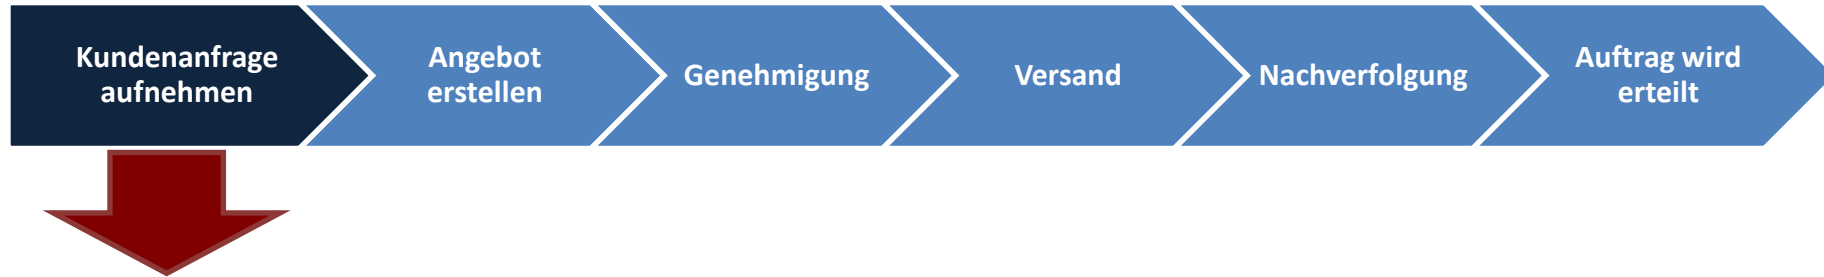 Kundenanfrage
aufnehmen
Angebot
erstellen
Genehmigung
Versand
Nachverfolgung
Auftrag wird
erteilt